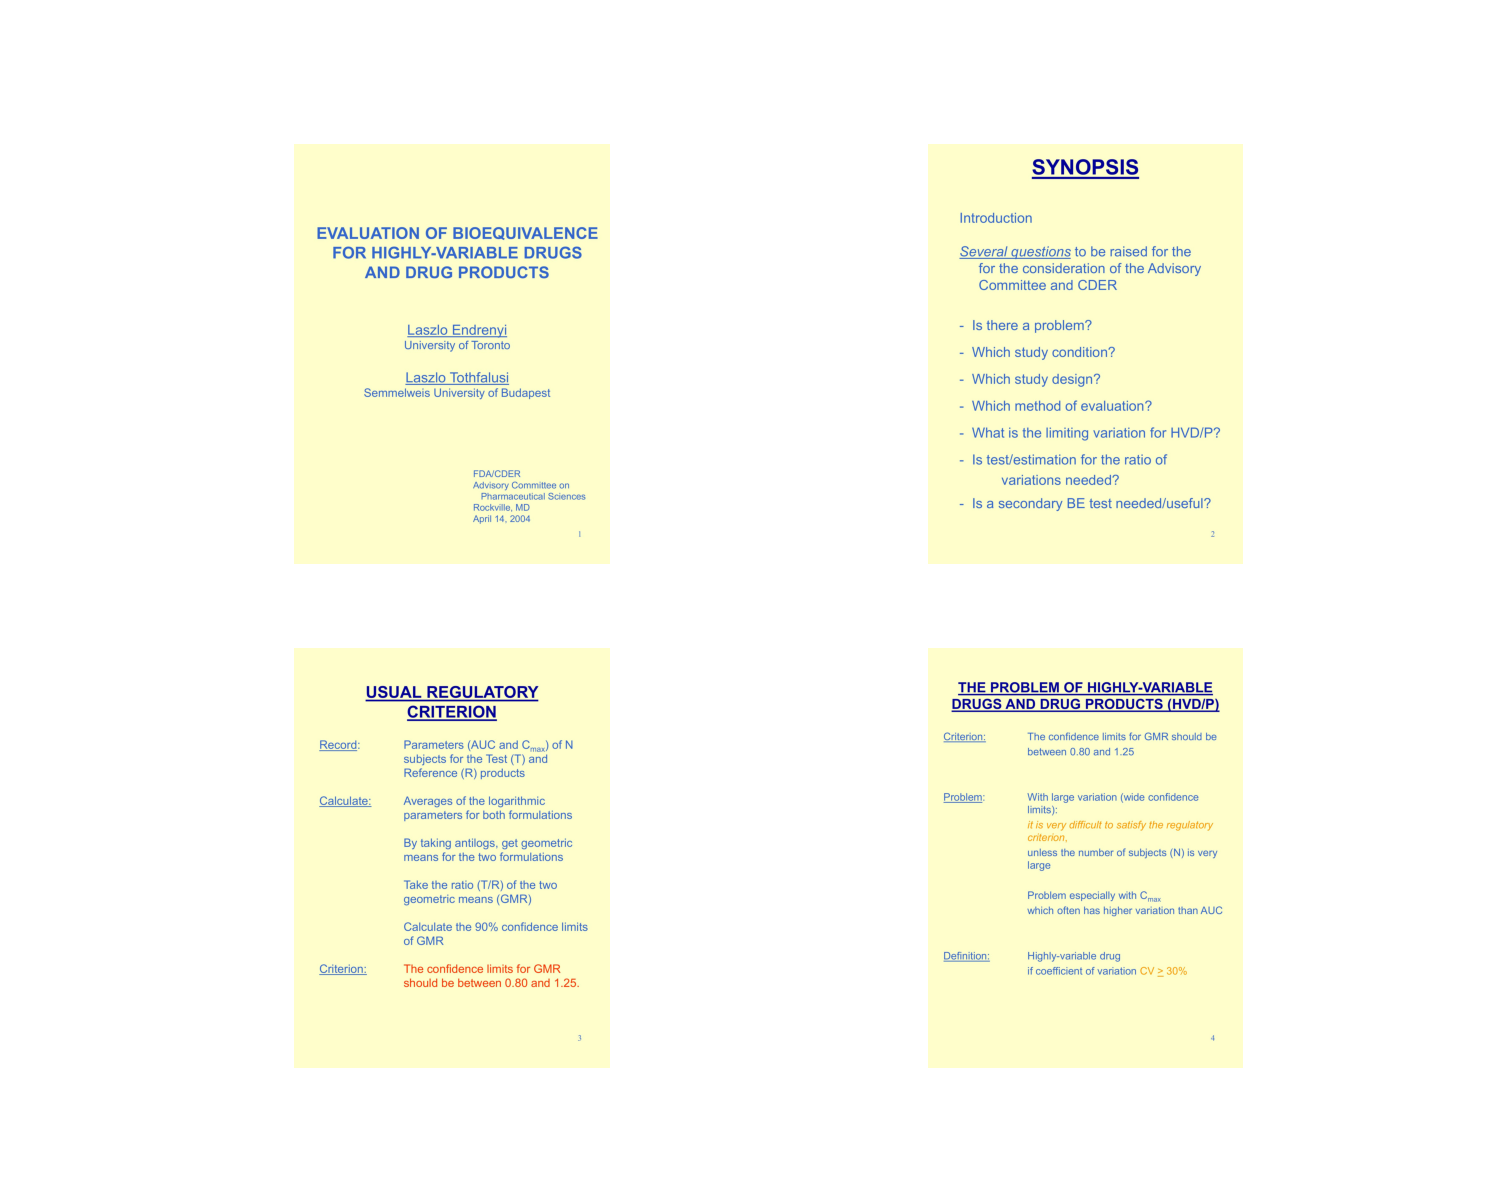 EVALUATION OF BIOEQUIVALENCE
FOR HIGHLY-VARIABLE DRUGS
AND DRUG PRODUCTS
Laszlo Endrenyi
University of Toronto
Laszlo Tothfalusi
Semmelweis University of Budapest
FDA/CDER
Advisory Committee on
Pharmaceutical Sciences
Rockville, MD
April 14, 2004
1
SYNOPSIS
Introduction
Several questions to be raised for the
for the consideration of the Advisory
Committee and CDER
- Is there a problem?
- Which study condition?
- Which study design?
- Which method of evaluation?
- What is the limiting variation for HVD/P?
- Is test/estimation for the ratio of
variations needed?
- Is a secondary BE test needed/useful?
2
USUAL REGULATORY
CRITERION
Record: Parameters (AUC and Cmax) of N
subjects for the Test (T) and
Reference (R) products
Calculate: Averages of the logarithmic
parameters for both formulations
By taking antilogs, get geometric
means for the two formulations
Take the ratio (T/R) of the two
geometric means (GMR)
Calculate the 90% confidence limits
of GMR
Criterion: The confidence limits for GMR
should be between 0.80 and 1.25.
3
THE PROBLEM OF HIGHLY-VARIABLE
DRUGS AND DRUG PRODUCTS (HVD/P)
Criterion: The confidence limits for GMR should be
between 0.80 and 1.25
Problem: With large variation (wide confidence
limits):
it is very difficult to satisfy the regulatory
criterion,
unless the number of subjects (N) is very
large
Problem especially with Cmax
which often has higher variation than AUC
Definition: Highly-variable drug
if coefficient of variation CV ≥ 30%
4